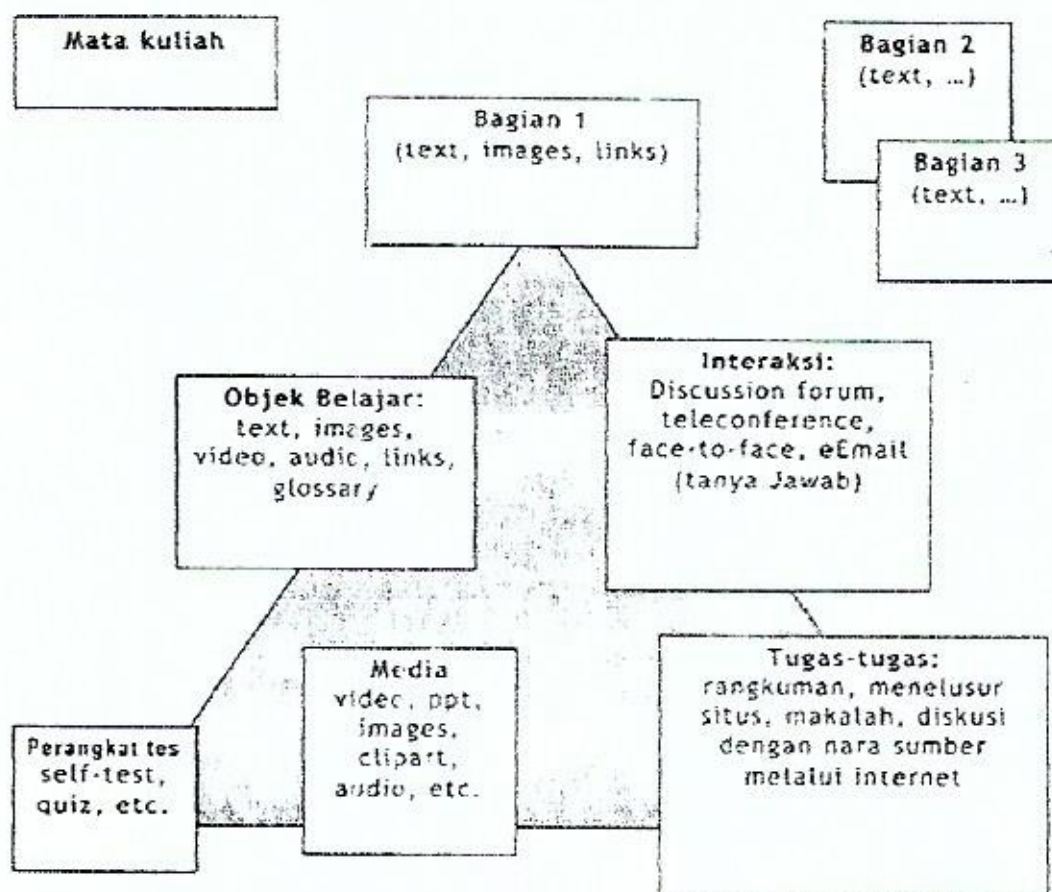 Mata kuliah
Bagian 1
(text, images, links)
Bagian 2
(text, ...)
Bagian 3
(text, ...)
Objek Belajar:
text, images,
video, audio, links,
glossary
Interaksi:
Discussion forum,
teleconference,
face-to-face, eEmail
(tanya Jawab)
Perangkat tes
self-test,
quiz, etc.
Media
video, ppt,
images,
clipart,
audio, etc.
Tugas-tugas:
rangkuman, menelusur
situs, makalah, diskusi
dengan nara sumber
melalui internet